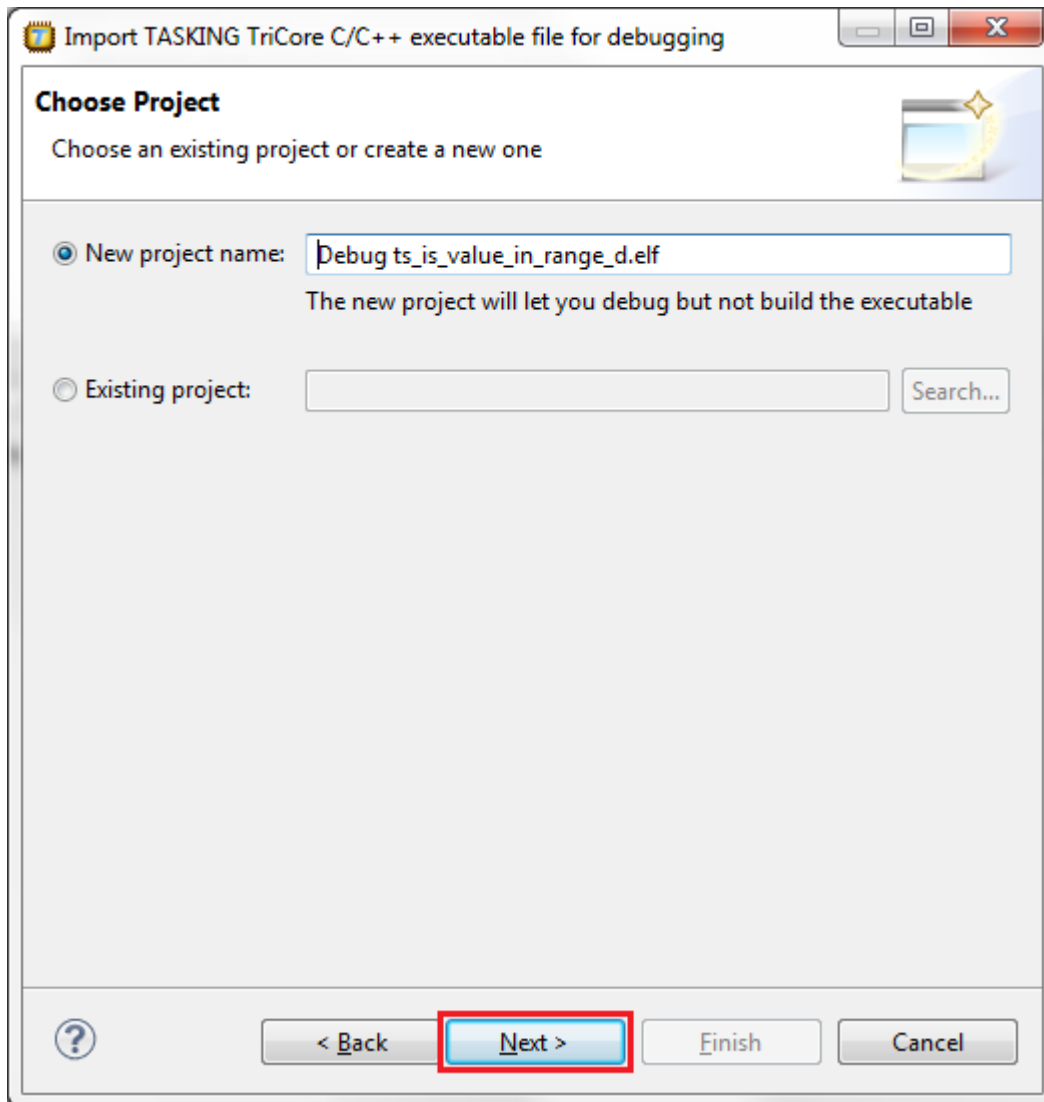 Import TASKING TriCore C/C++ executable file for debugging
Choose Project
Choose an existing project or create a new one
New project name: Debug ts_is_value_in_range_d.elf
The new project will let you debug but not build the executable
Existing project: Search...
< Back Next > Finish Cancel